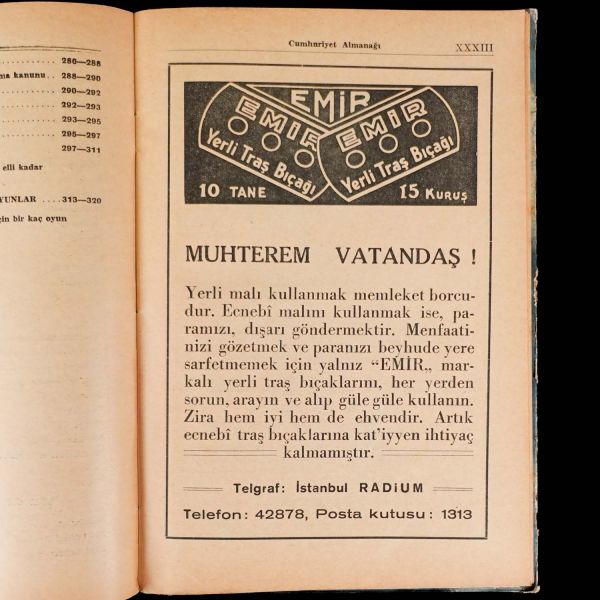 286—288
ma kanunu.. 288—290
290—292
292—293
293—295
295—297
297—311
elli kadar
YUNLAR ....313—320
çin bir kaç oyun
Cumhuriyet Almanağı
XXXIII
EMİR
EMİR
Yerli Traş Bıçağı
EMİR
Yerli Traş Bıçağı
10 TANE
15 KURUŞ
MUHTEREM VATANDAŞ !
Yerli malı kullanmak memleket borcu-
dur. Ecnebî malını kullanmak ise, pa-
ramızı, dışarı göndermektir. Menfaati-
nizi gözetmek ve paranızı beyhude yere
sarfetmemek için yalnız “EMİR„ mar-
kalı yerli traş bıçaklarını, her yerden
sorun, arayın ve alıp güle güle kullanın.
Zira hem iyi hem de ehvendir. Artık
ecnebî traş bıçaklarına kat'iyyen ihtiyaç
kalmamıştır.
Telgraf: İstanbul RADİUM
Telefon: 42878, Posta kutusu: 1313